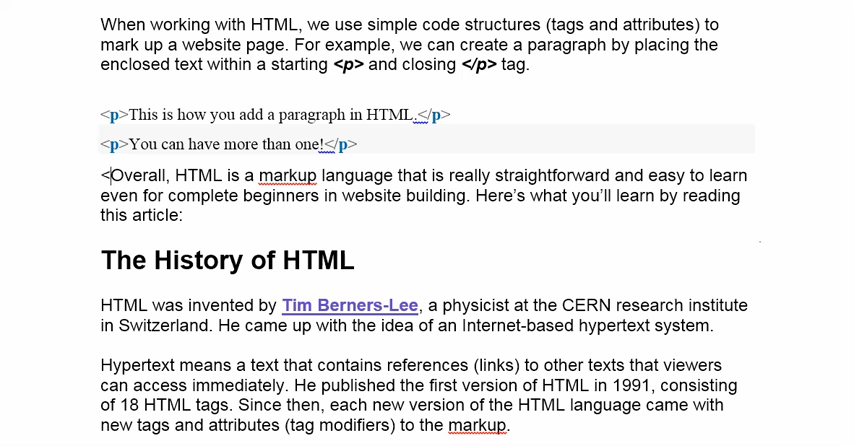 When working with HTML, we use simple code structures (tags and attributes) to
mark up a website page. For example, we can create a paragraph by placing the
enclosed text within a starting <p> and closing </p> tag.
<p>This is how you add a paragraph in HTML.</p>
<p>You can have more than one!</p>
<Overall, HTML is a markup language that is really straightforward and easy to learn
even for complete beginners in website building. Here’s what you’ll learn by reading
this article:
The History of HTML
HTML was invented by Tim Berners-Lee, a physicist at the CERN research institute
in Switzerland. He came up with the idea of an Internet-based hypertext system.
Hypertext means a text that contains references (links) to other texts that viewers
can access immediately. He published the first version of HTML in 1991, consisting
of 18 HTML tags. Since then, each new version of the HTML language came with
new tags and attributes (tag modifiers) to the markup.